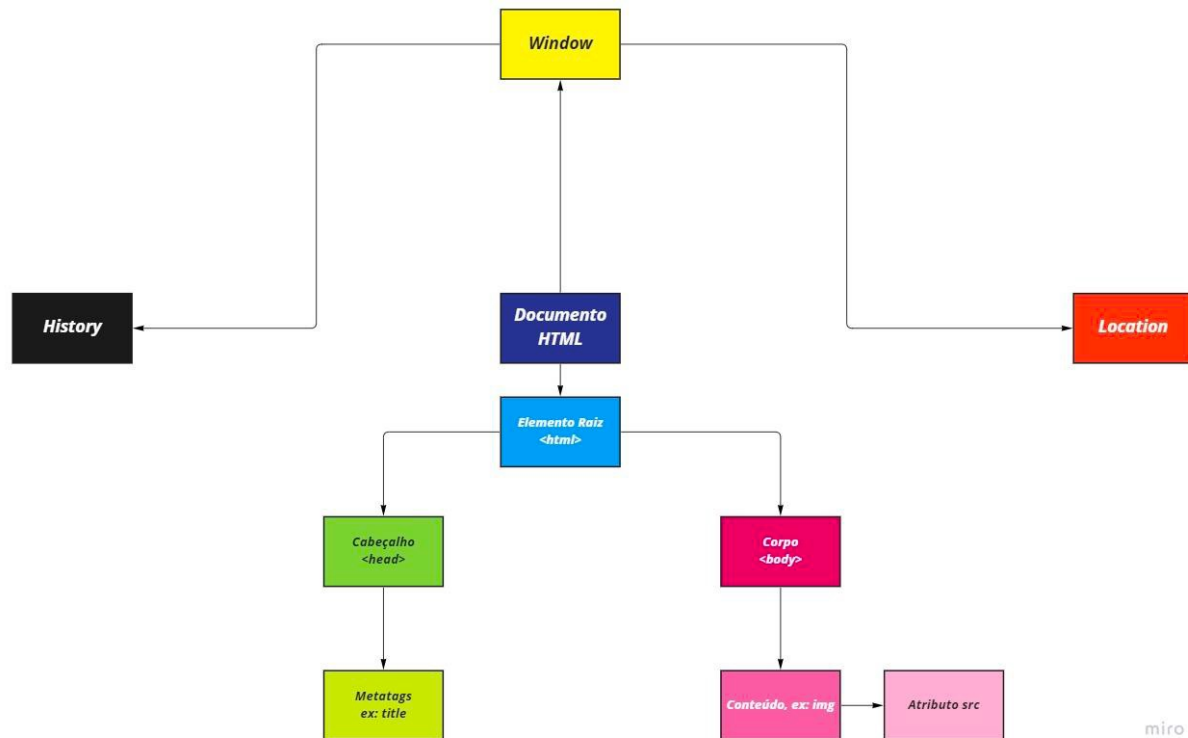 Window
History
Documento
HTML
Location
Elemento Raiz
<html>
Cabeçalho
<head>
Corpo
<body>
Metatags
ex: title
Conteúdo, ex: img
Atributo src
miro